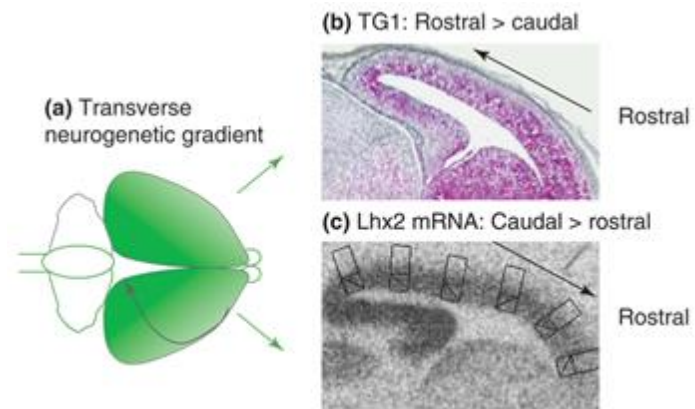 (b) TG1: Rostral > caudal
Rostral
(a) Transverse
neurogenetic gradient
(c) Lhx2 mRNA: Caudal > rostral
Rostral